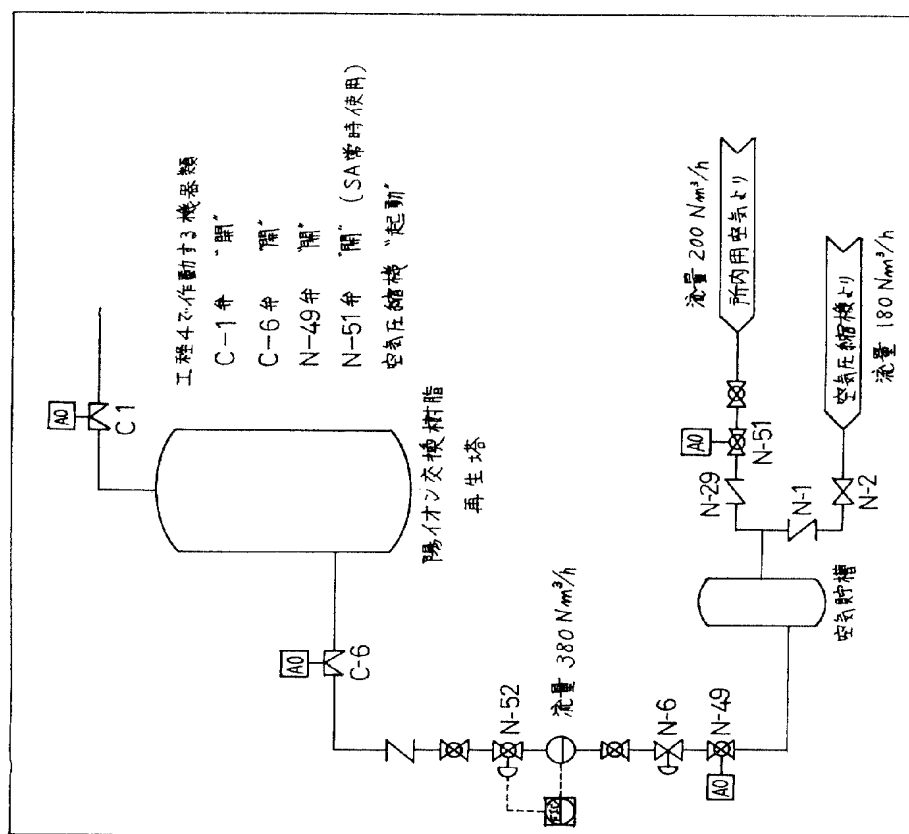 工程4で作動する機器類
C-1弁 “開”
C-6弁 “開”
N-49弁 “開”
N-51弁 “開” (SA常時使用)
空気圧縮機 “起動”
AO
C1
陽イオン交換樹脂
再生塔
AO
C-6
N-52
FIC
流量 380 Nm³/h
N-6
N-49
AO
空気貯槽
流量 200 Nm³/h
所内用空気より
AO
N-51
N-29
N-1
N-2
空気圧縮機より
流量 180 Nm³/h